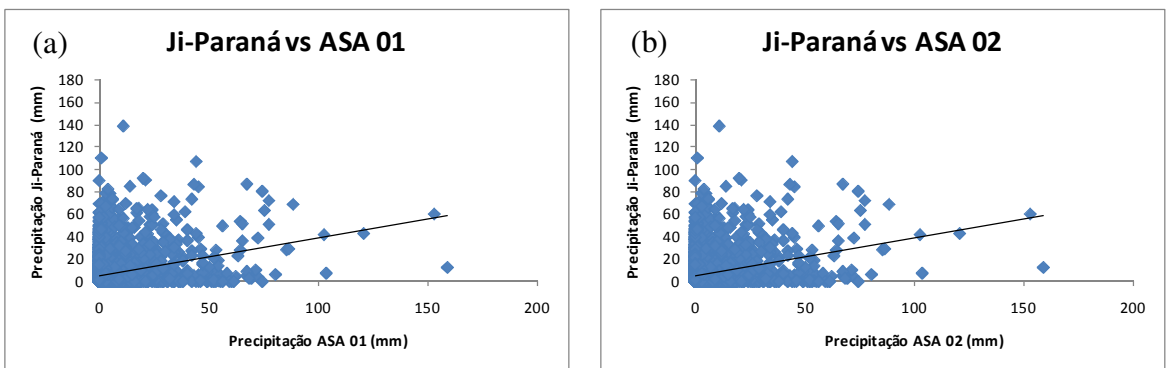 (a) Ji-Paraná vs ASA 01
Precipitação Ji-Paraná (mm)
180
160
140
120
100
80
60
40
20
0
0 50 100 150 200
Precipitação ASA 01 (mm)
(b) Ji-Paraná vs ASA 02
Precipitação Ji-Paraná (mm)
180
160
140
120
100
80
60
40
20
0
0 50 100 150 200
Precipitação ASA 02 (mm)